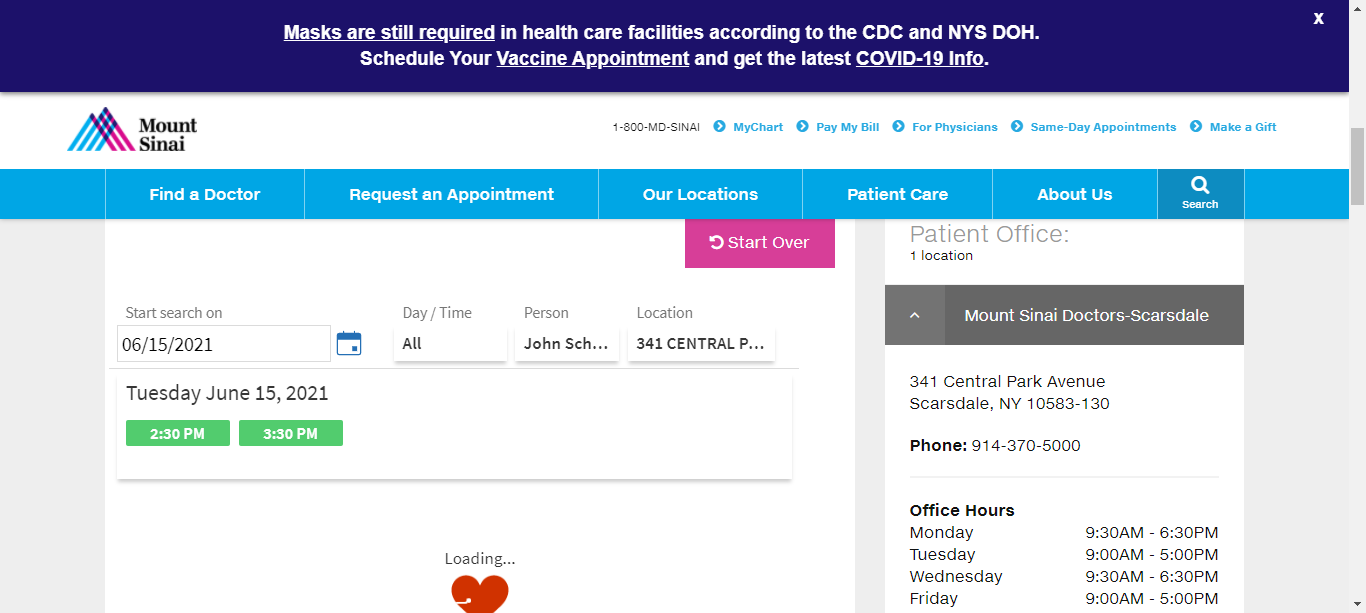 Masks are still required in health care facilities according to the CDC and NYS DOH.
X
Schedule Your Vaccine Appointment and get the latest COVID-19 Info.
Mount
Sinai
1-800-MD-SINAI MyChart Pay My Bill For Physicians Same-Day Appointments Make a Gift
Find a Doctor Request an Appointment Our Locations Patient Care About Us Search
Start Over
Start search on Day / Time Person Location
06/15/2021 All John Sch... 341 CENTRAL P...
Tuesday June 15, 2021
2:30 PM 3:30 PM
Loading...
Patient Office:
1 location
Mount Sinai Doctors-Scarsdale
341 Central Park Avenue
Scarsdale, NY 10583-130
Phone: 914-370-5000
Office Hours
Monday 9:30AM - 6:30PM
Tuesday 9:00AM - 5:00PM
Wednesday 9:30AM - 6:30PM
Friday 9:00AM - 5:00PM